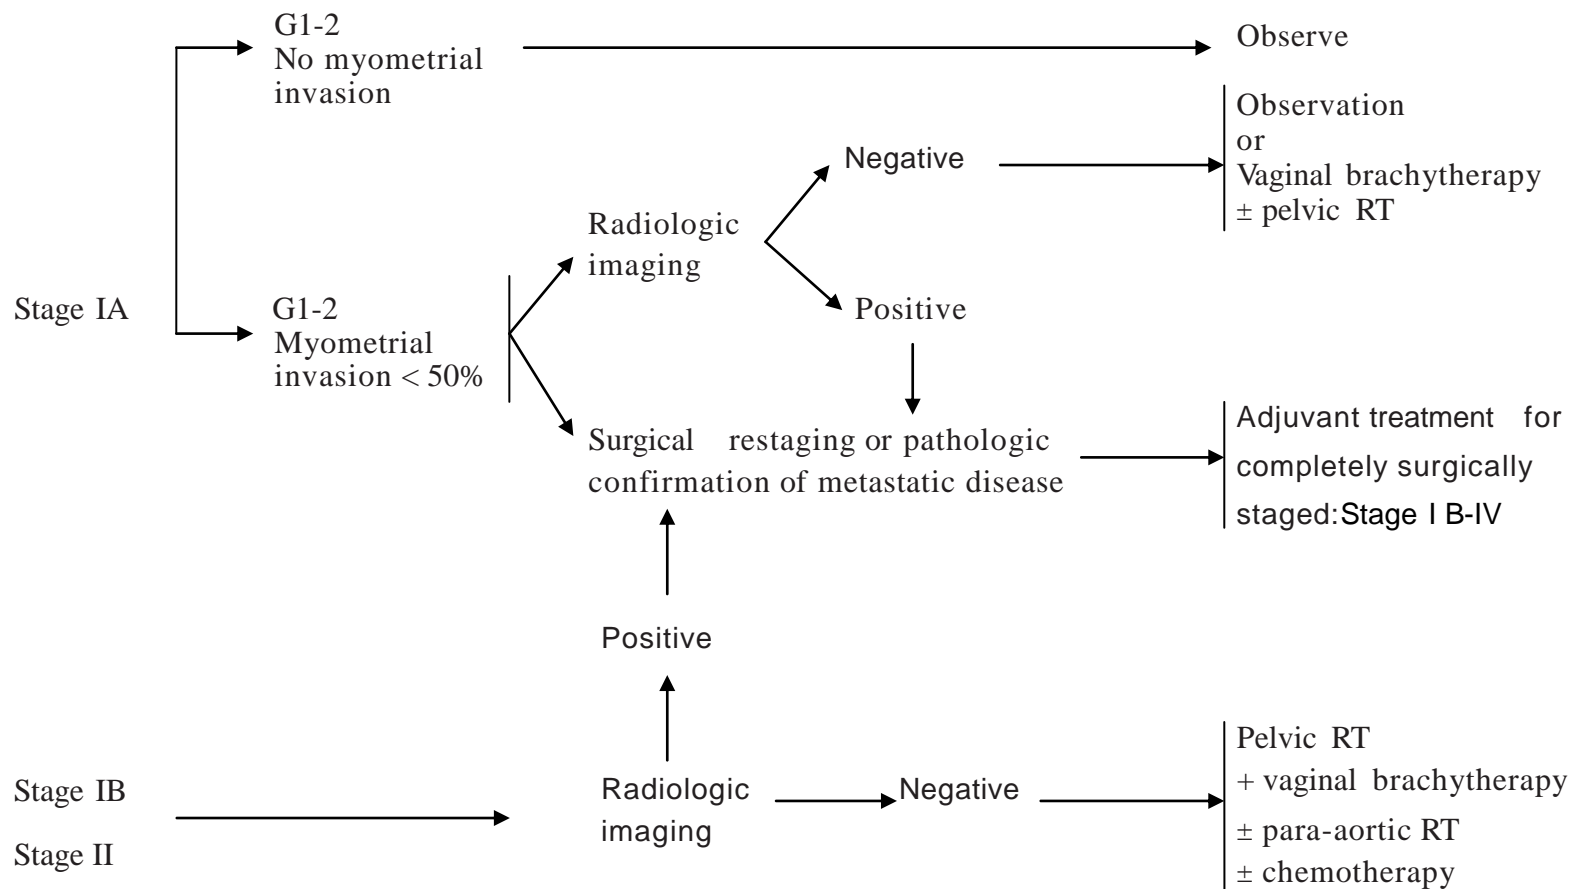 G1-2
No myometrial
invasion
Observe
Observation
or
Vaginal brachytherapy
± pelvic RT
Negative
Radiologic
imaging
Stage IA
G1-2
Myometrial
invasion < 50%
Positive
Surgical restaging or pathologic
confirmation of metastatic disease
Adjuvant treatment for
completely surgically
staged:Stage I B-IV
Positive
Stage IB
Stage II
Radiologic
imaging
Negative
Pelvic RT
+ vaginal brachytherapy
± para-aortic RT
± chemotherapy